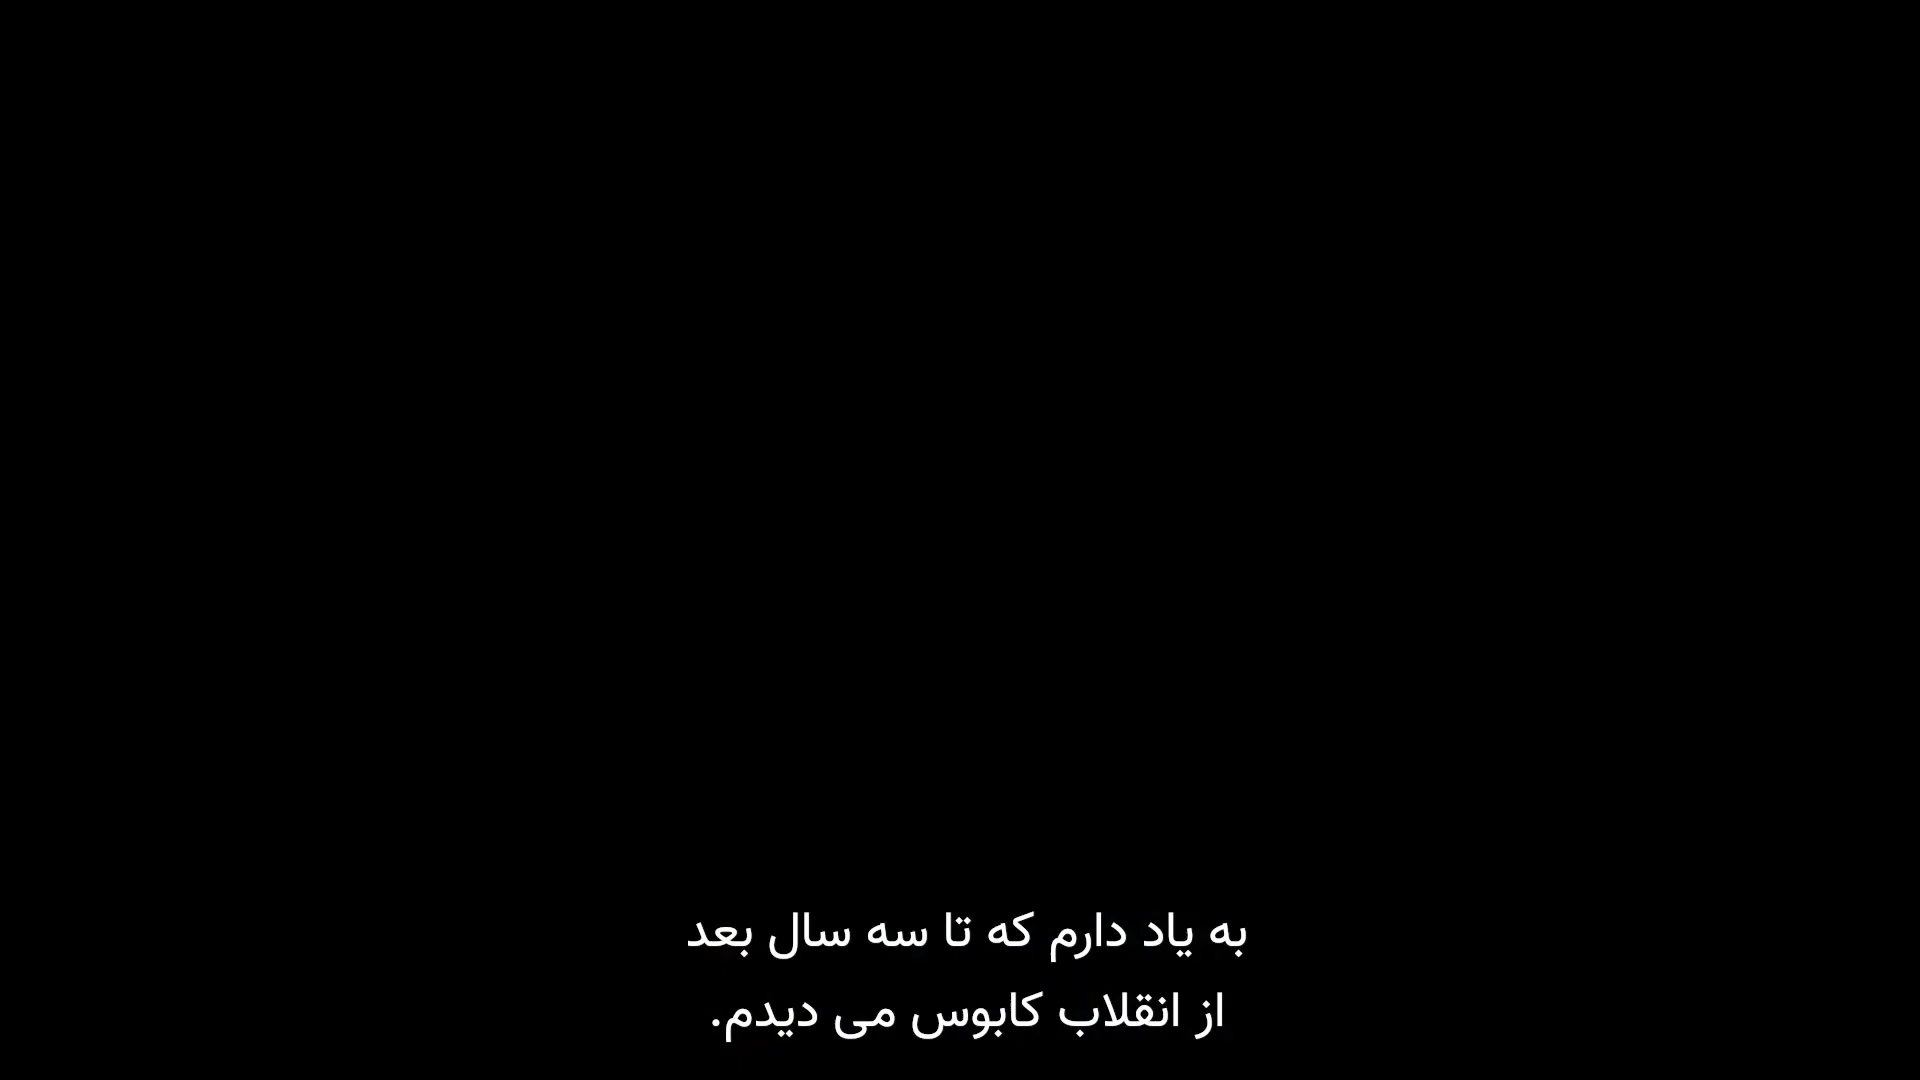 به یاد دارم که تا سه سال بعد
از انقلاب کابوس می دیدم.